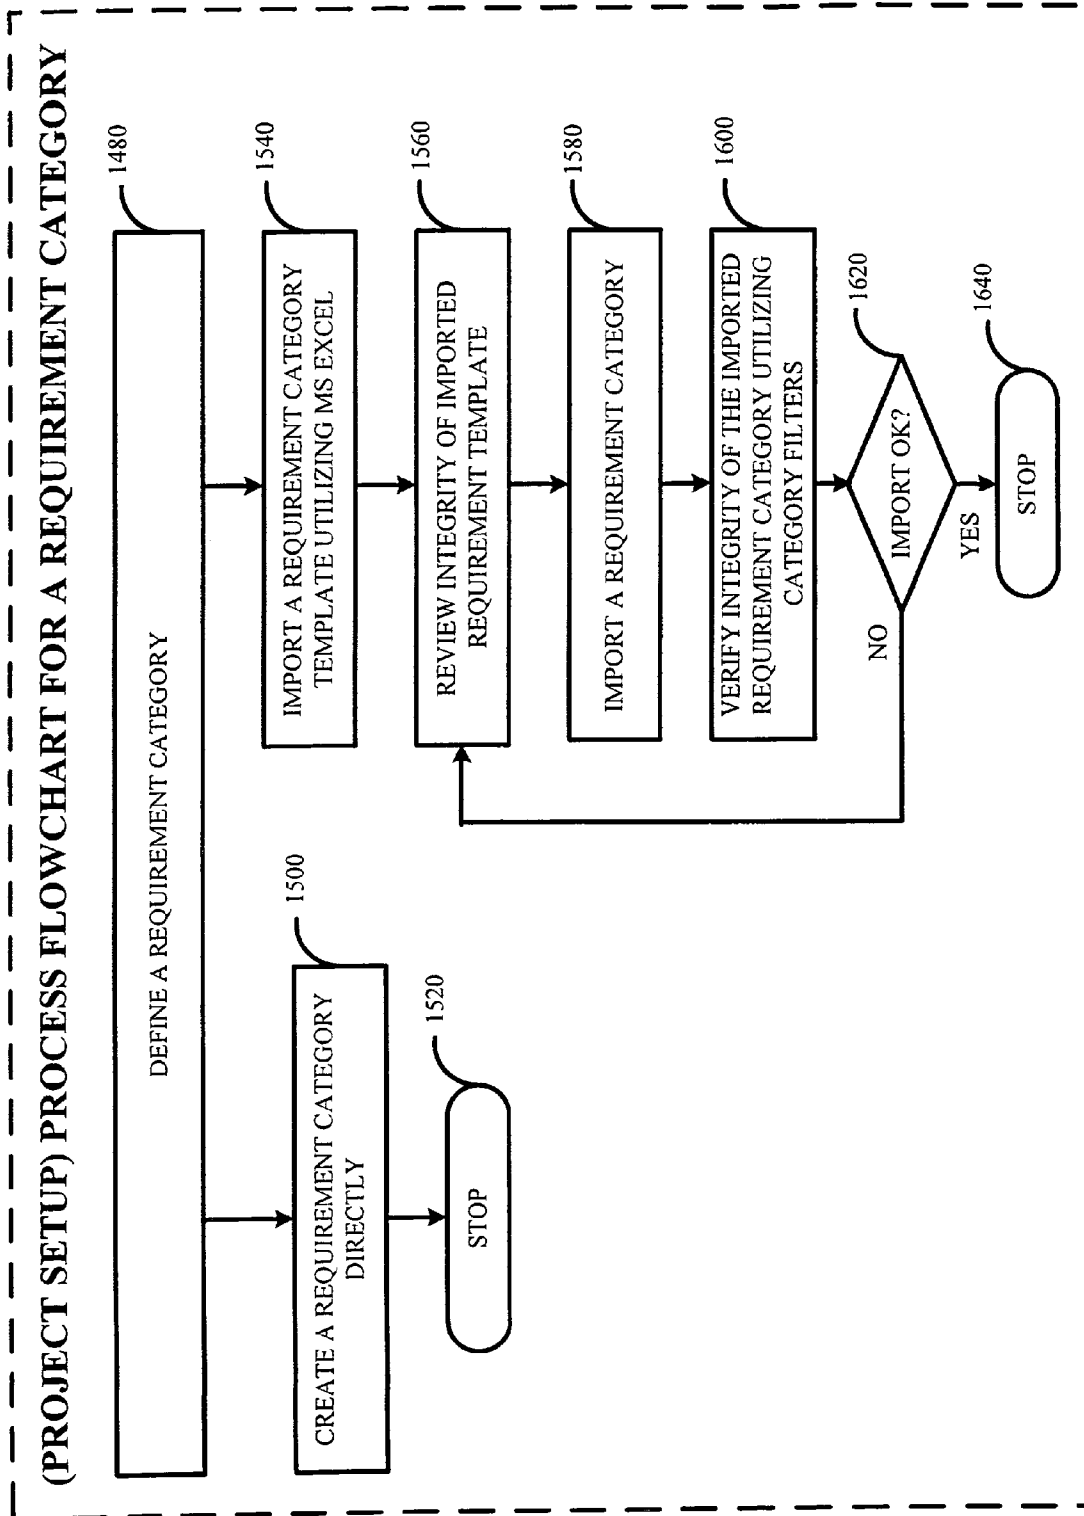 (PROJECT SETUP) PROCESS FLOWCHART FOR A REQUIREMENT CATEGORY
1480
DEFINE A REQUIREMENT CATEGORY
1500
CREATE A REQUIREMENT CATEGORY
DIRECTLY
1520
STOP
1540
IMPORT A REQUIREMENT CATEGORY
TEMPLATE UTILIZING MS EXCEL
1560
REVIEW INTEGRITY OF IMPORTED
REQUIREMENT TEMPLATE
1580
IMPORT A REQUIREMENT CATEGORY
1600
VERIFY INTEGRITY OF THE IMPORTED
REQUIREMENT CATEGORY UTILIZING
CATEGORY FILTERS
1620
IMPORT OK?
NO
YES
1640
STOP